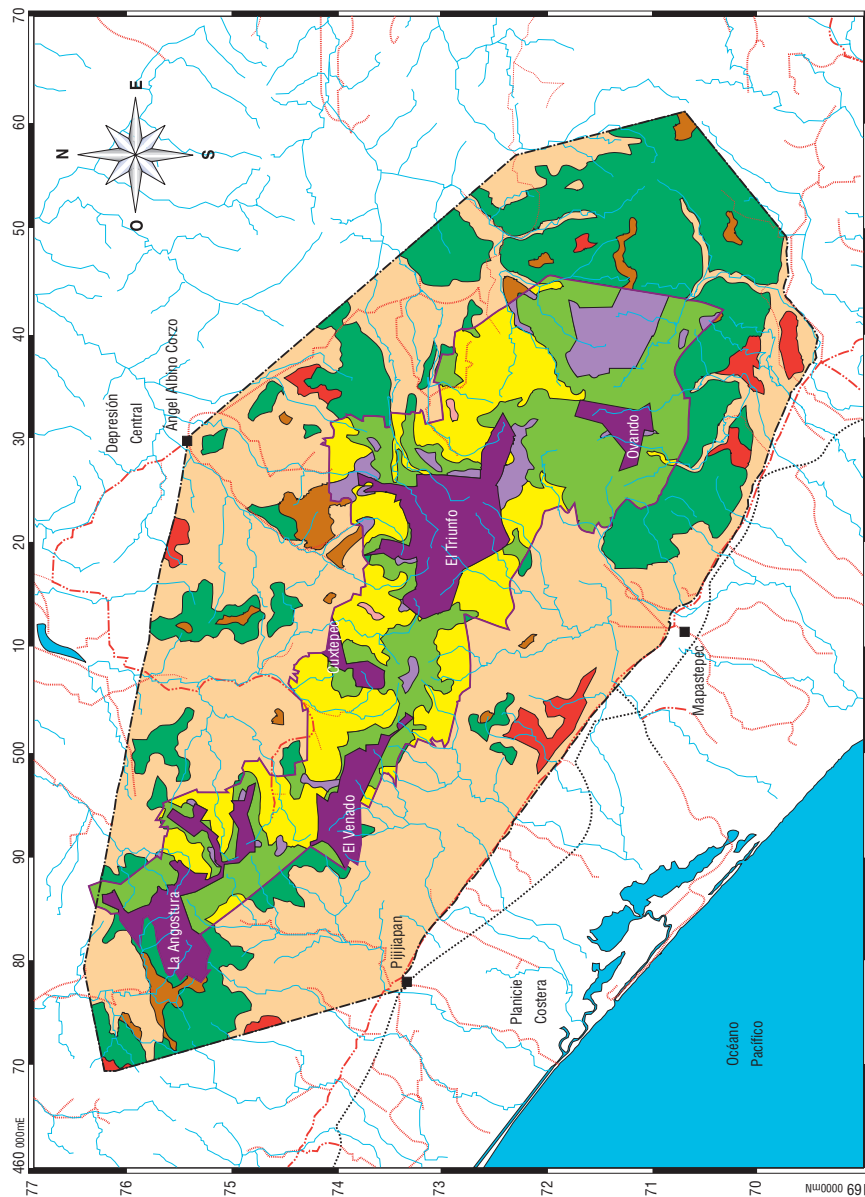 460 000mE 70 80 90 500 10 20 30 40 50 60 70
77
76
75
74
73
72
71
70
69 0000mN
N
O
E
S
Depresión
Central
Angel Albino Corzo
La Angostura
Cuxtepec
El Venado
El Triunfo
Ovando
Pijijiapan
Mapastepec
Planicie
Costera
Océano
Pacífico